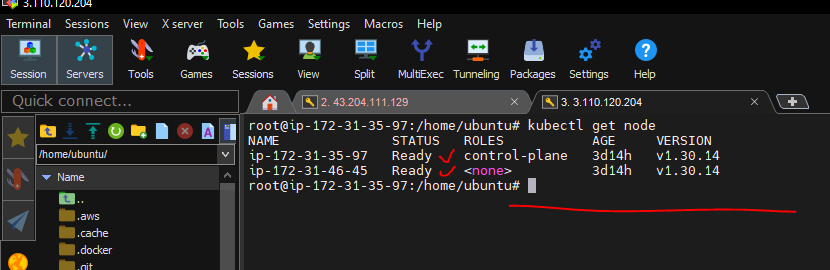 3.110.120.204
Terminal Sessions View X server Tools Games Settings Macros Help
Session Servers Tools Games Sessions View Split MultiExec Tunneling Packages Settings Help
Quick connect...
2. 43.204.111.129
3. 3.110.120.204
/home/ubuntu/
Name
..
.aws
.cache
.docker
.git
root@ip-172-31-35-97:/home/ubuntu# kubectl get node
NAME STATUS ROLES AGE VERSION
ip-172-31-35-97 Ready control-plane 3d14h v1.30.14
ip-172-31-46-45 Ready <none> 3d14h v1.30.14
root@ip-172-31-35-97:/home/ubuntu#